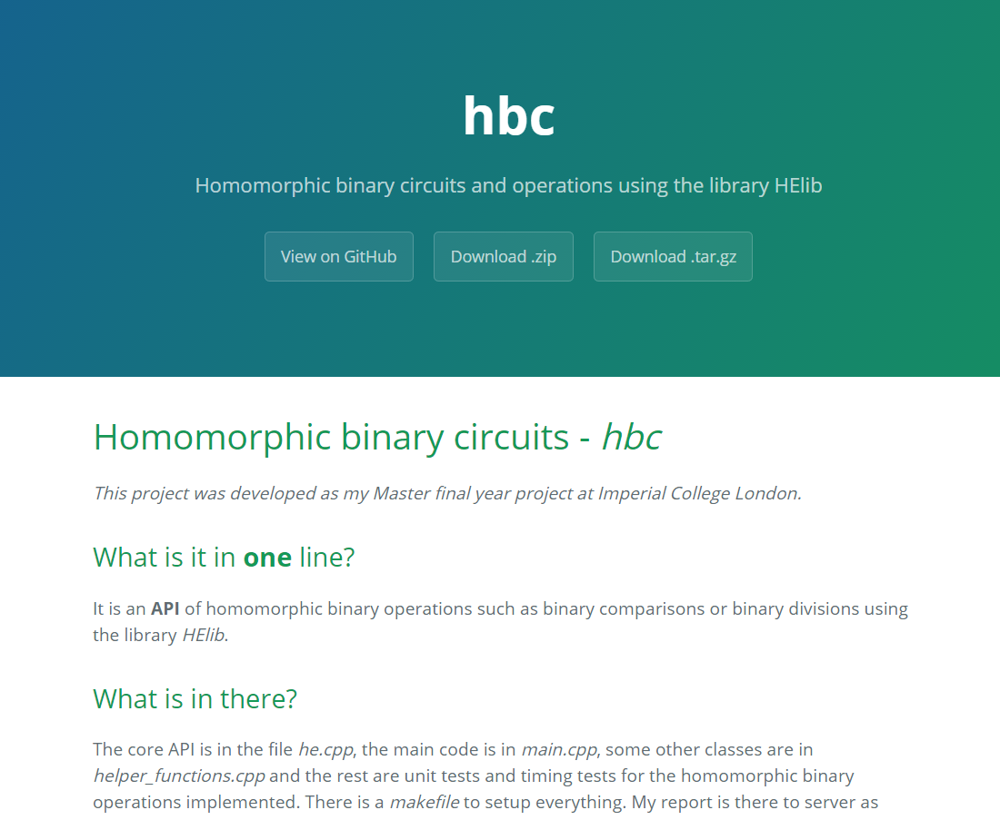 hbc
Homomorphic binary circuits and operations using the library HElib
View on GitHub
Download .zip
Download .tar.gz
Homomorphic binary circuits - hbc
This project was developed as my Master final year project at Imperial College London.
What is it in one line?
It is an API of homomorphic binary operations such as binary comparisons or binary divisions using
the library HElib.
What is in there?
The core API is in the file he.cpp, the main code is in main.cpp, some other classes are in
helper_functions.cpp and the rest are unit tests and timing tests for the homomorphic binary
operations implemented. There is a makefile to setup everything. My report is there to server as